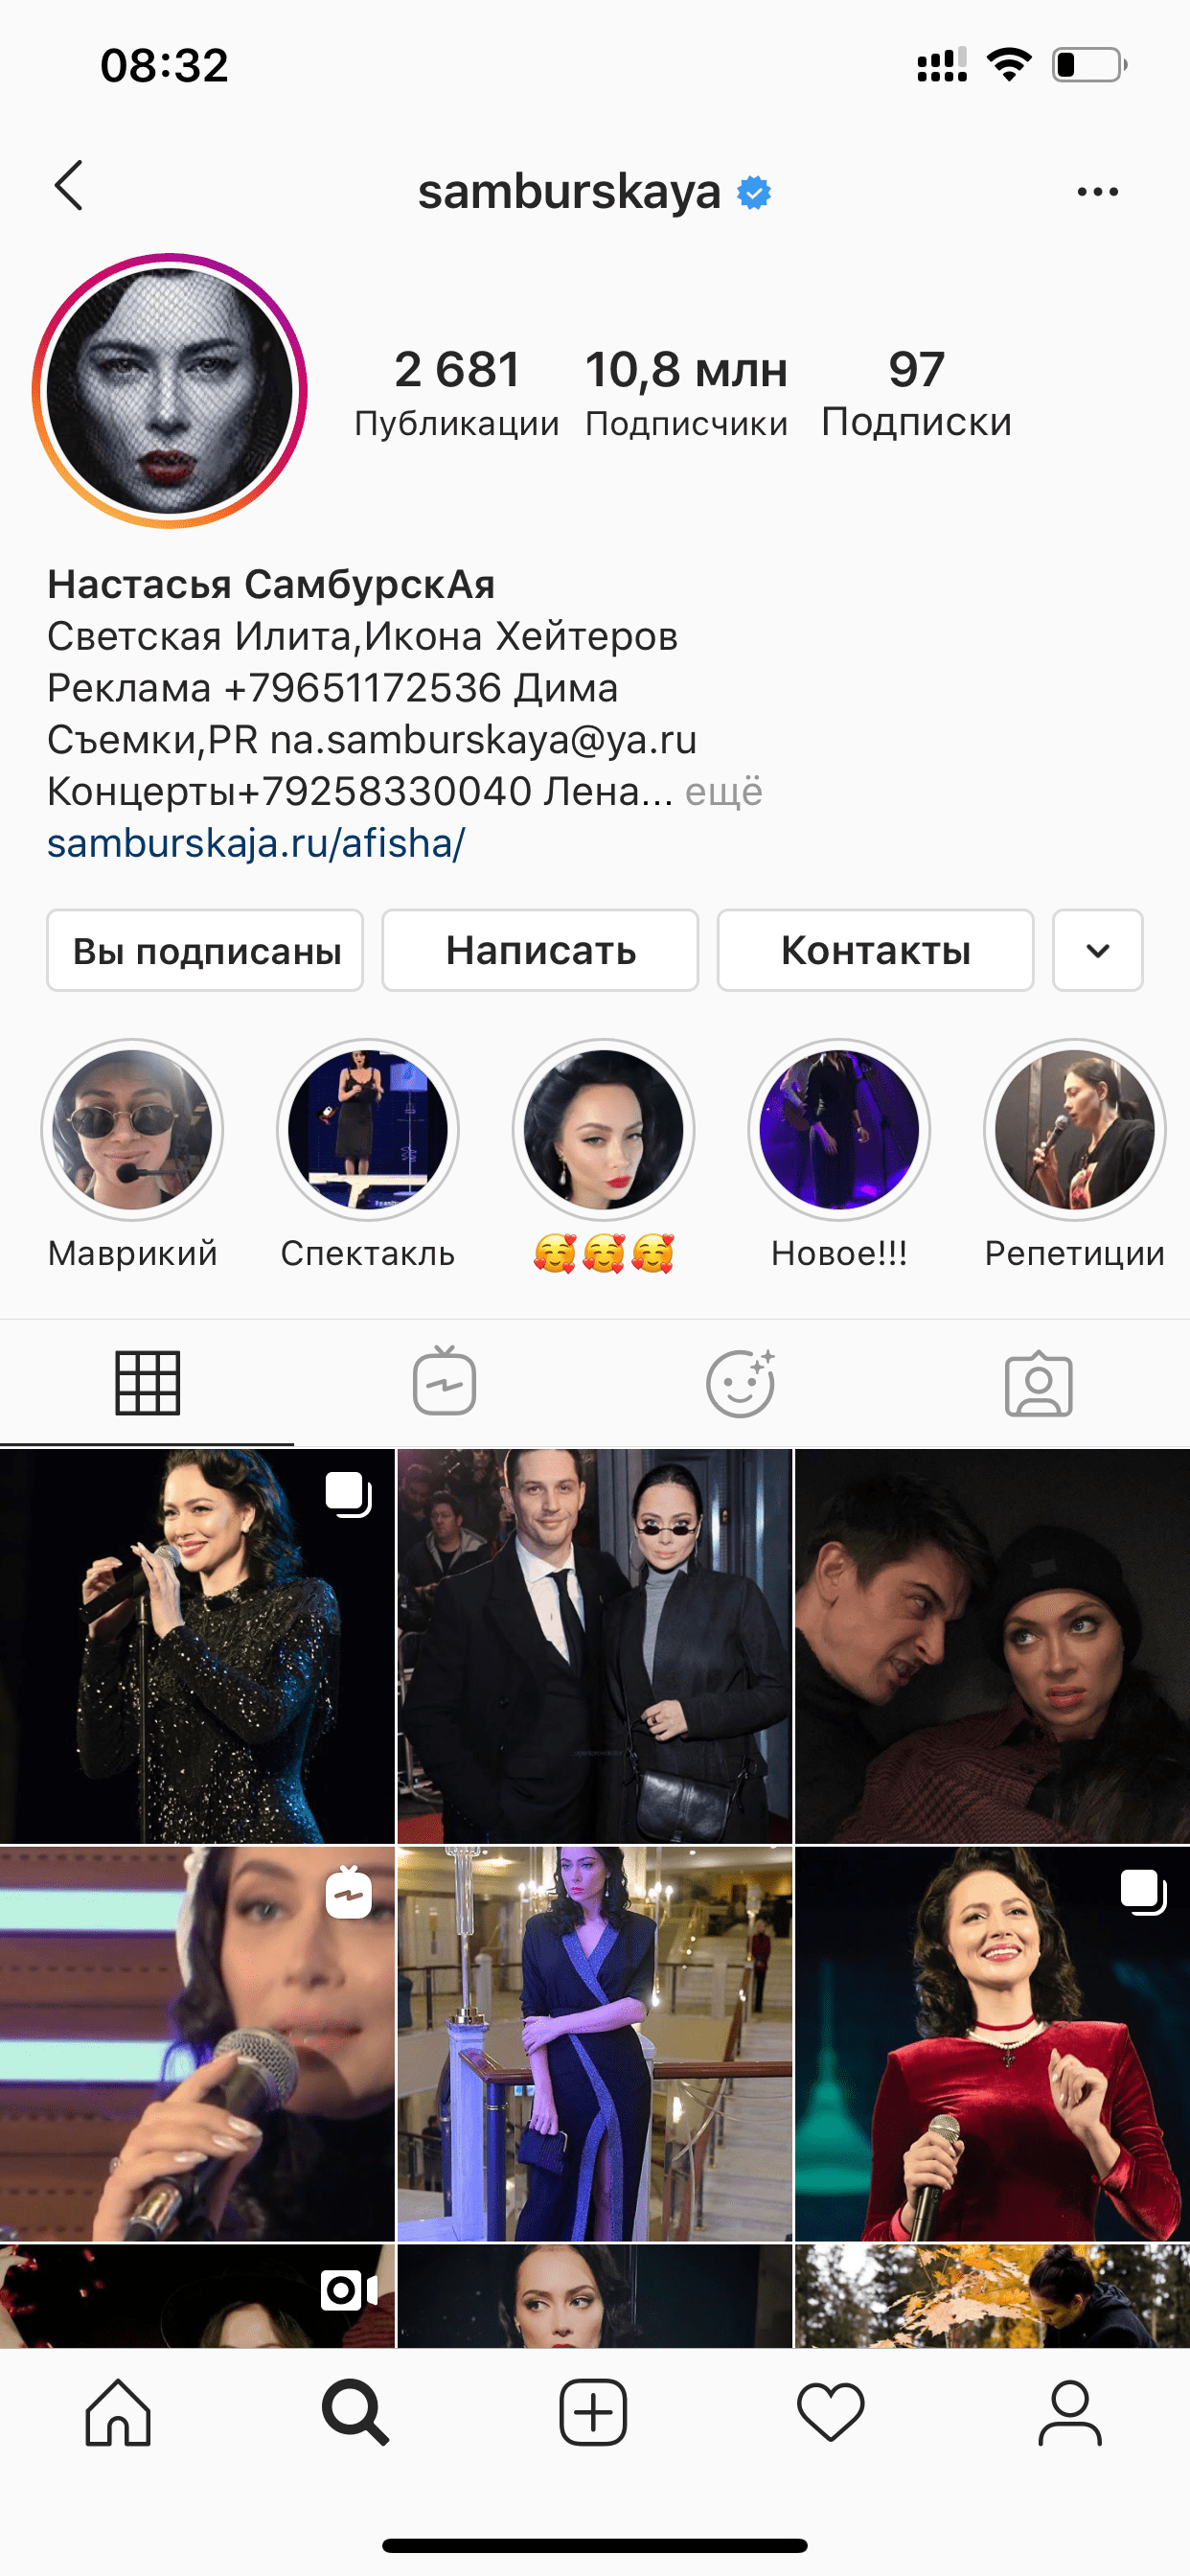 08:32
samburskaya
2 681 10,8 млн 97
Публикации Подписчики Подписки
Настасья СамбурскАя
Светская Илита,Икона Хейтеров
Реклама +79651172536 Дима
Съемки,PR na.samburskaya@ya.ru
Концерты+79258330040 Лена... ещё
samburskaja.ru/afisha/
Вы подписаны Написать Контакты
Маврикий Спектакль 🥰🥰🥰 Новое!!! Репетиции